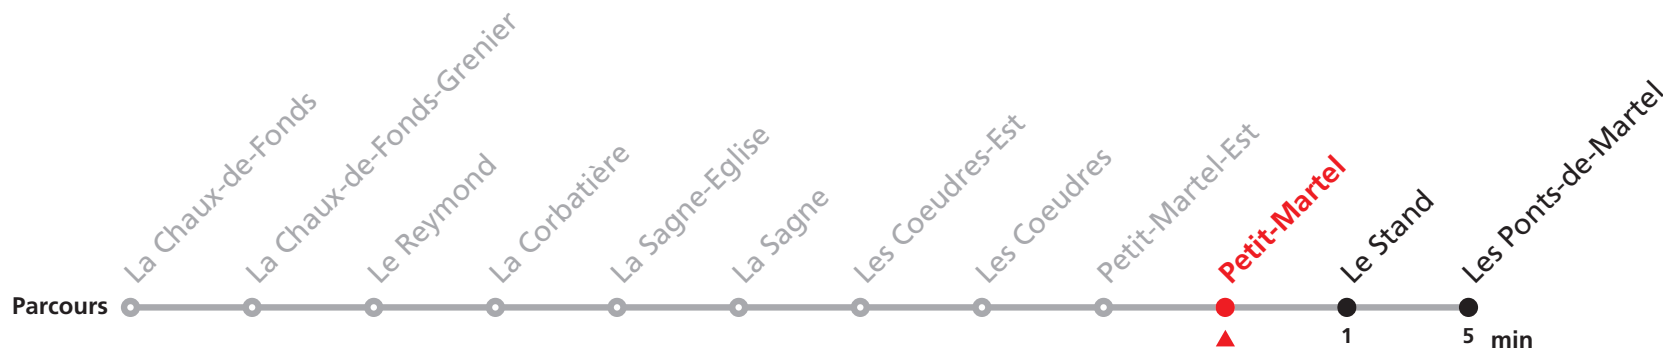 La Chaux-de-Fonds
La Chaux-de-Fonds-Grenier
Le Reymond
La Corbatière
La Sagne-Eglise
La Sagne
Les Coeudres-Est
Les Coeudres
Petit-Martel-Est
Petit-Martel
Le Stand
Les Ponts-de-Martel
Parcours
1 5 min